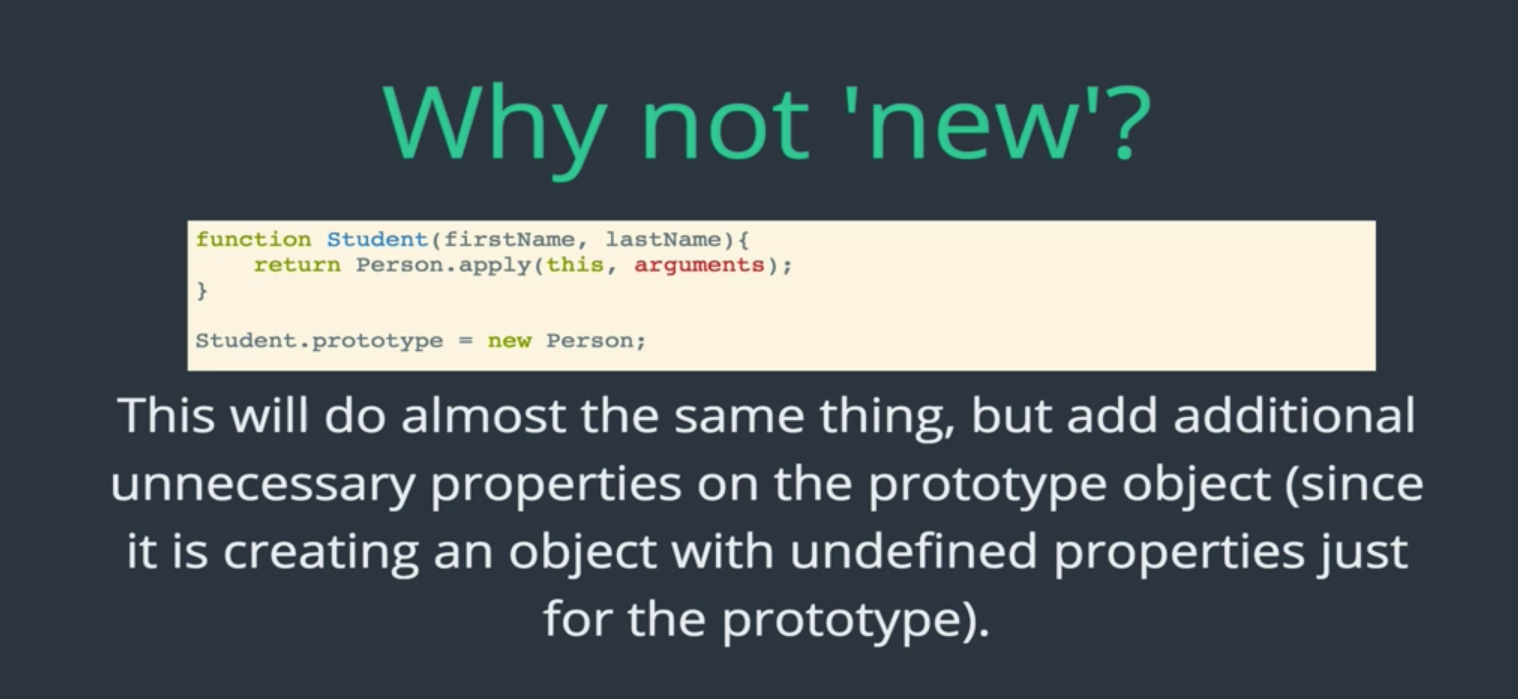 Why not 'new'?
function Student(firstName, lastName){
    return Person.apply(this, arguments);
}
Student.prototype = new Person;
This will do almost the same thing, but add additional
unnecessary properties on the prototype object (since
it is creating an object with undefined properties just
for the prototype).